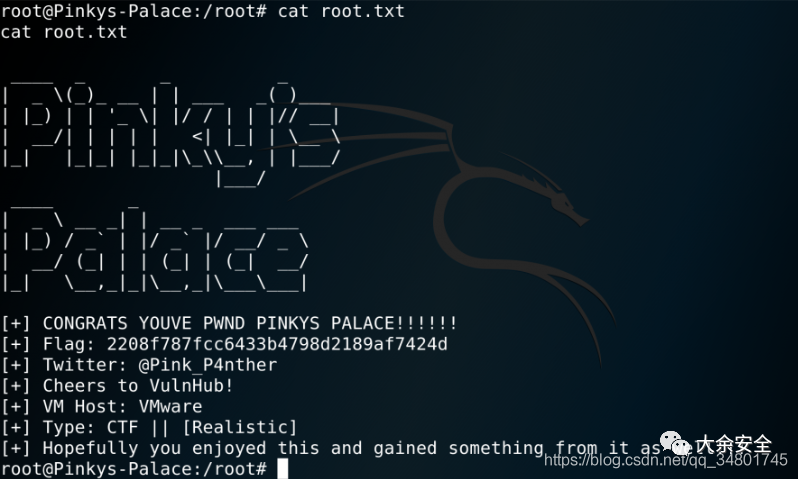 root@Pinkys-Palace:/root# cat root.txt
cat root.txt
Pinky's
Palace
[+] CONGRATS YOUVE PWND PINKYS PALACE!!!!!!
[+] Flag: 2208f787fcc6433b4798d2189af7424d
[+] Twitter: @Pink_P4nther
[+] Cheers to VulnHub!
[+] VM Host: VMware
[+] Type: CTF || [Realistic]
[+] Hopefully you enjoyed this and gained something from it as
大余安全
https://blog.csdn.net/qq_34801745
root@Pinkys-Palace:/root#